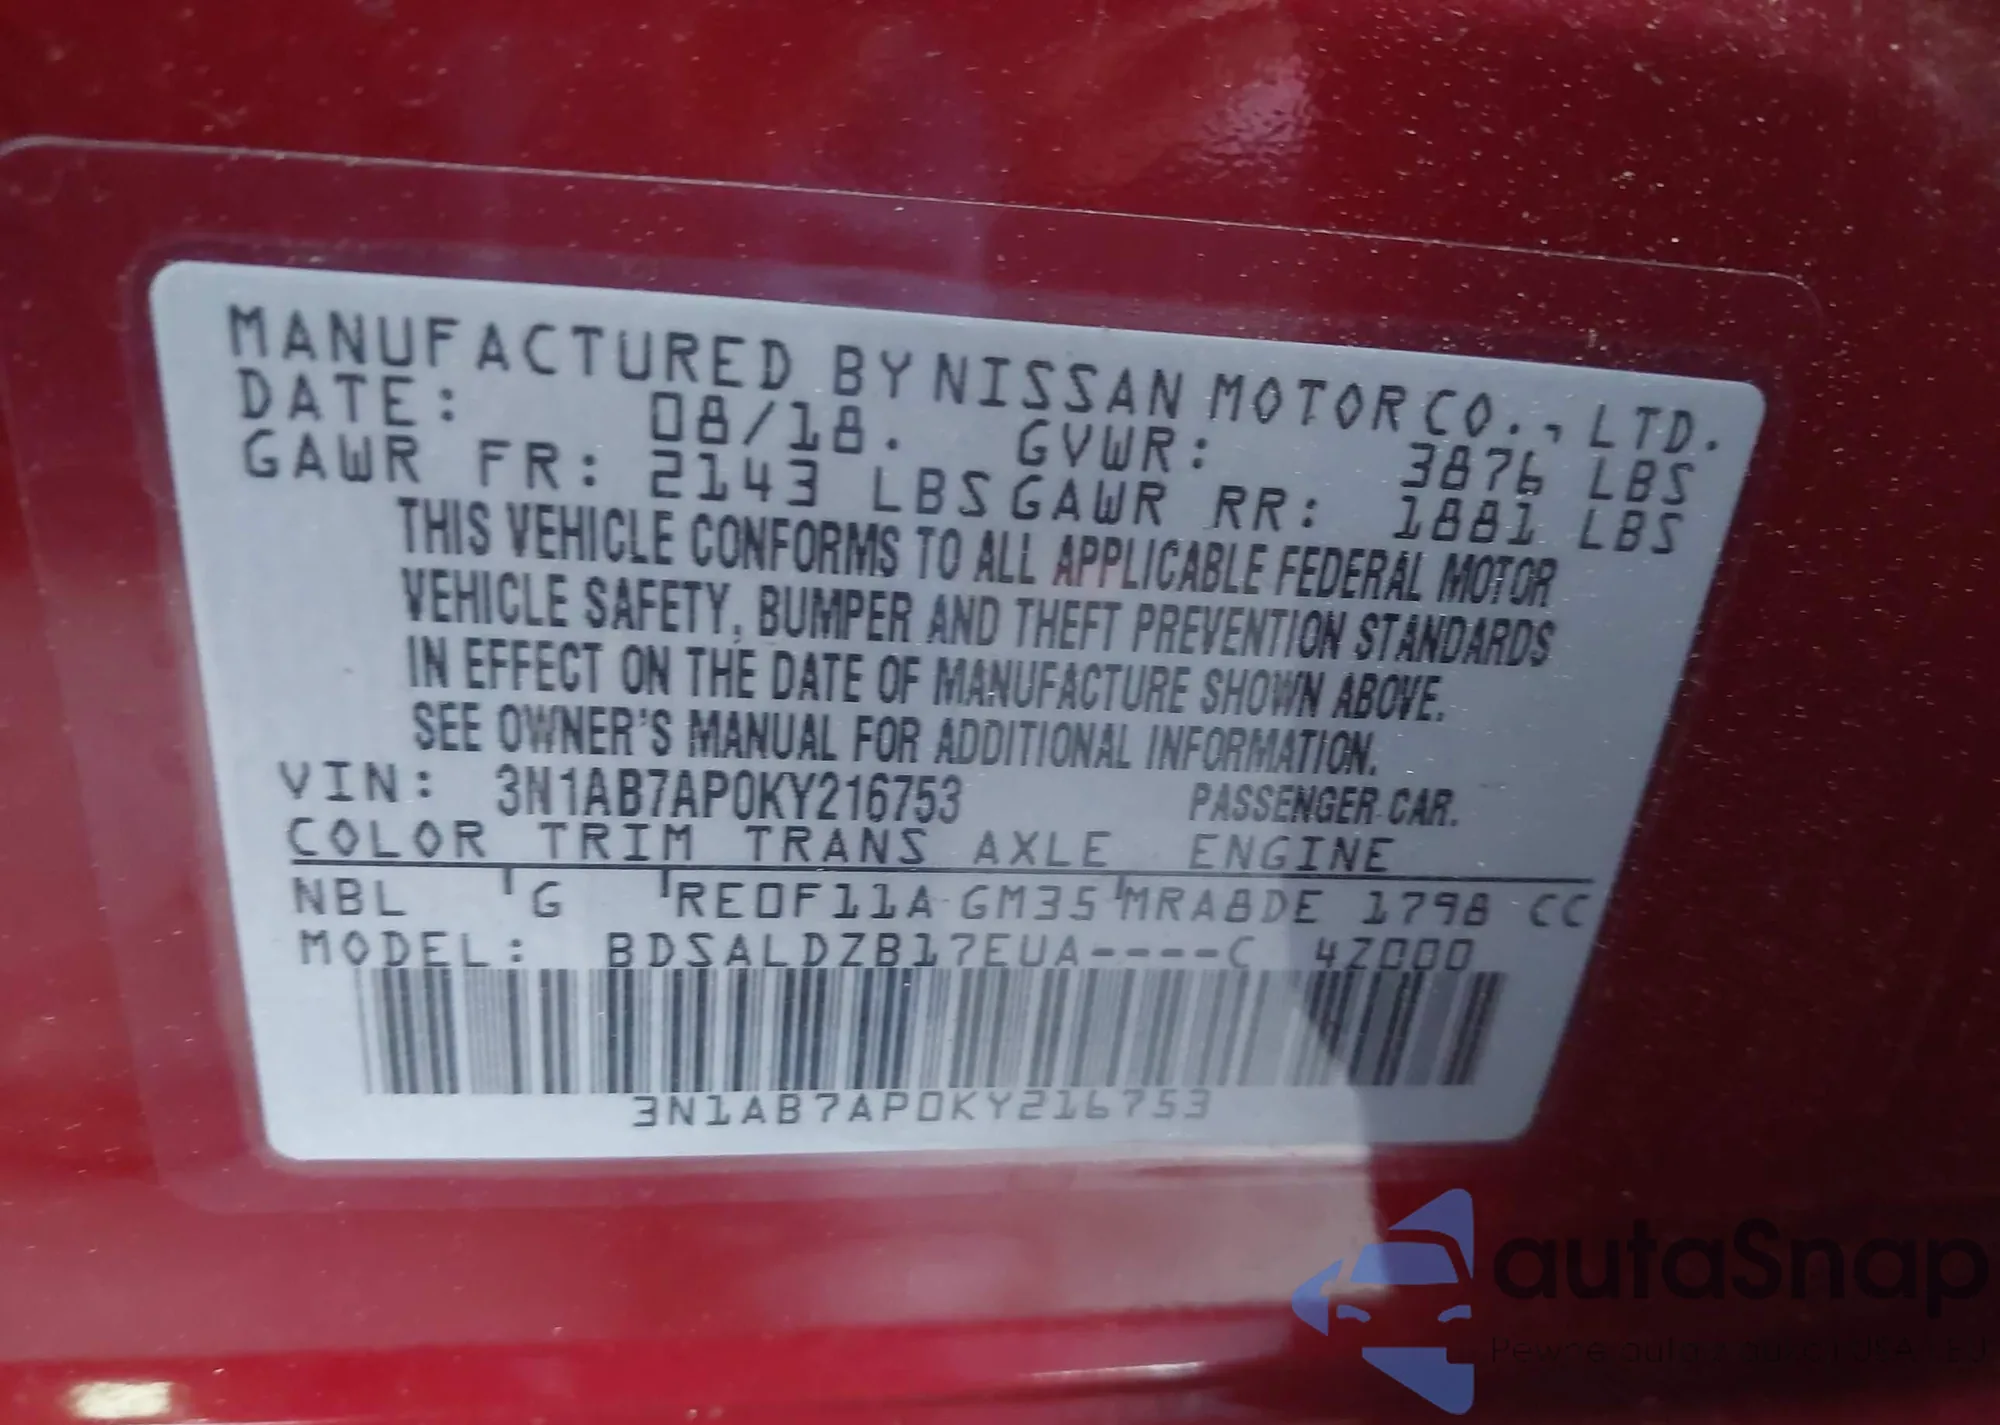 MANUFACTURED BY NISSAN MOTOR CO., LTD.
DATE: 08/18. GVWR: 3876 LBS
GAWR FR: 2143 LBS GAWR RR: 1881 LBS
THIS VEHICLE CONFORMS TO ALL APPLICABLE FEDERAL MOTOR
VEHICLE SAFETY, BUMPER AND THEFT PREVENTION STANDARDS
IN EFFECT ON THE DATE OF MANUFACTURE SHOWN ABOVE.
SEE OWNER'S MANUAL FOR ADDITIONAL INFORMATION.
VIN: 3N1AB7AP0KY216753 PASSENGER CAR.
COLOR TRIM TRANS AXLE ENGINE
NBL G RE0F11A GM35 MRA8DE 1798 CC
MODEL: BDSALDZB17EUA----C 4Z000
3N1AB7AP0KY216753
autaSnap